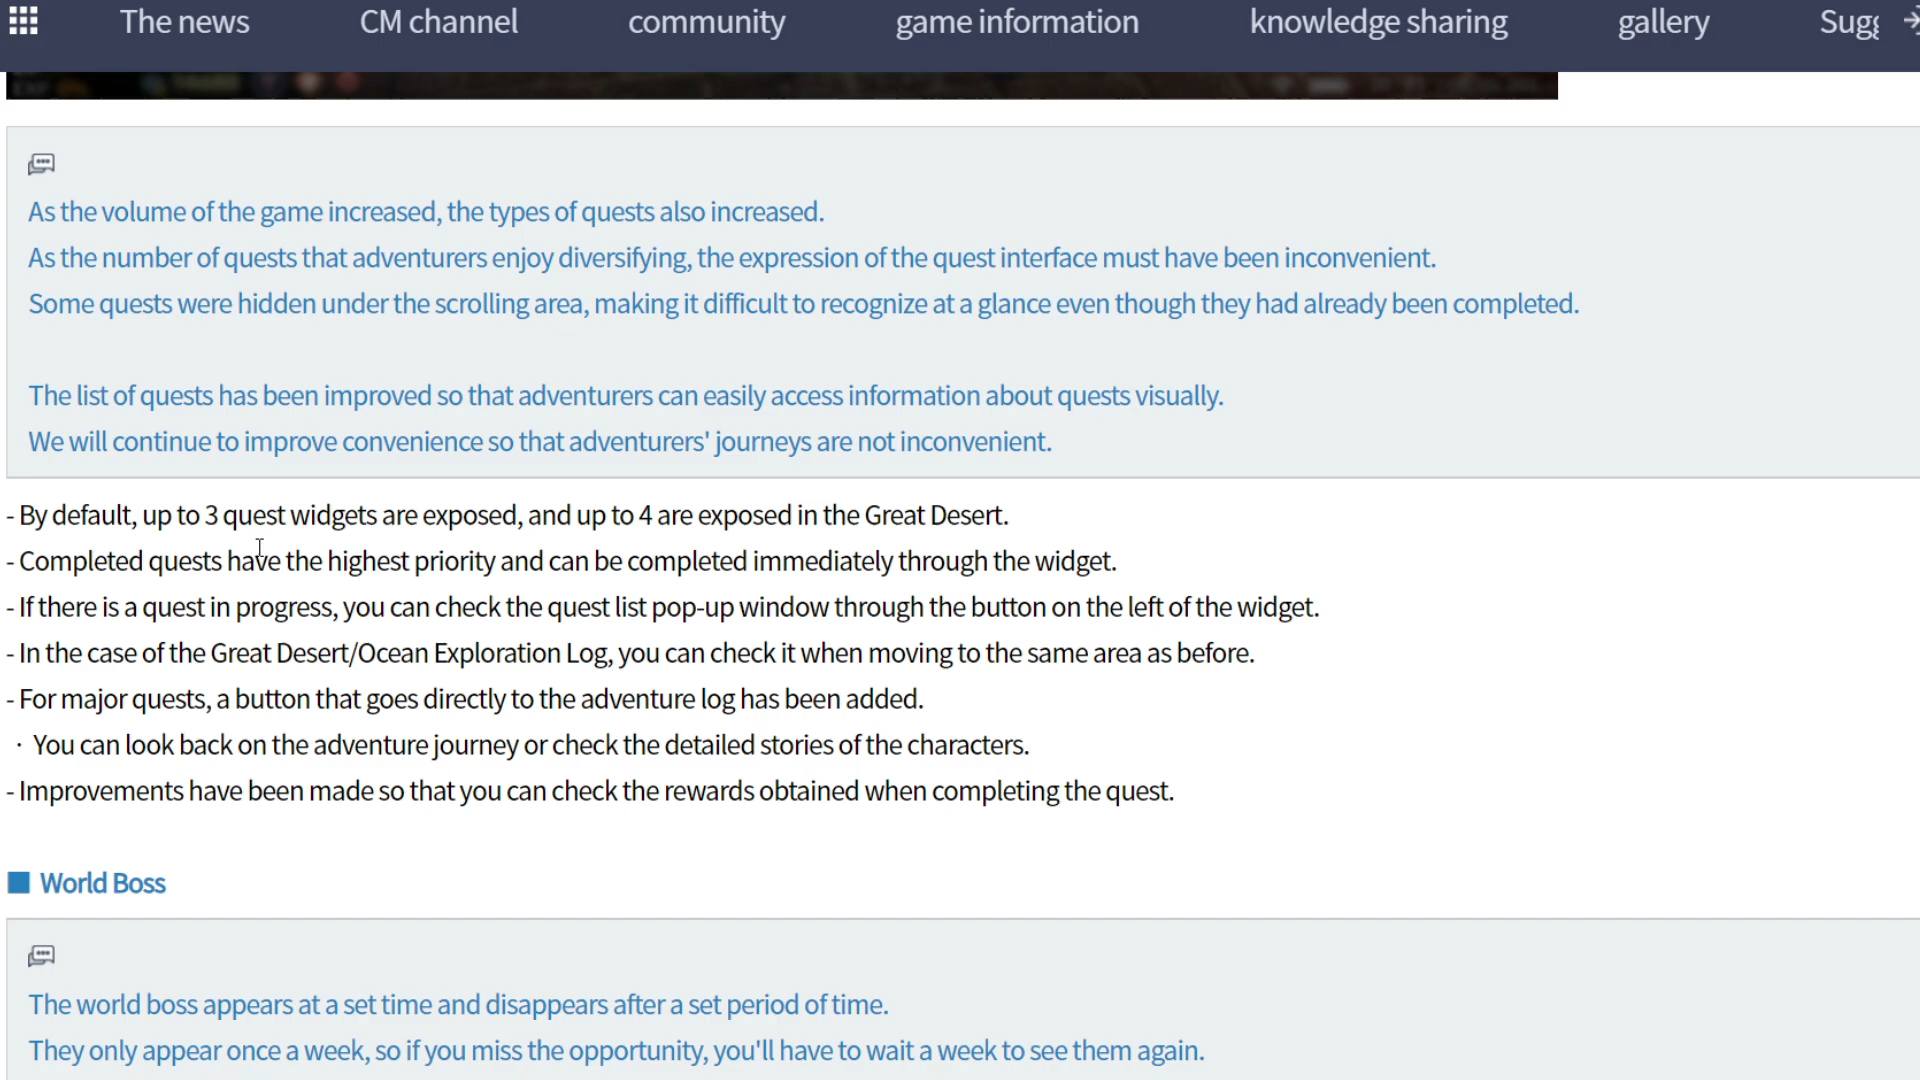 The news CM channel community game information knowledge sharing gallery Sugg
As the volume of the game increased, the types of quests also increased.
As the number of quests that adventurers enjoy diversifying, the expression of the quest interface must have been inconvenient.
Some quests were hidden under the scrolling area, making it difficult to recognize at a glance even though they had already been completed.
The list of quests has been improved so that adventurers can easily access information about quests visually.
We will continue to improve convenience so that adventurers' journeys are not inconvenient.
- By default, up to 3 quest widgets are exposed, and up to 4 are exposed in the Great Desert.
- Completed quests have the highest priority and can be completed immediately through the widget.
- If there is a quest in progress, you can check the quest list pop-up window through the button on the left of the widget.
- In the case of the Great Desert/Ocean Exploration Log, you can check it when moving to the same area as before.
- For major quests, a button that goes directly to the adventure log has been added.
· You can look back on the adventure journey or check the detailed stories of the characters.
- Improvements have been made so that you can check the rewards obtained when completing the quest.
■ World Boss
The world boss appears at a set time and disappears after a set period of time.
They only appear once a week, so if you miss the opportunity, you'll have to wait a week to see them again.